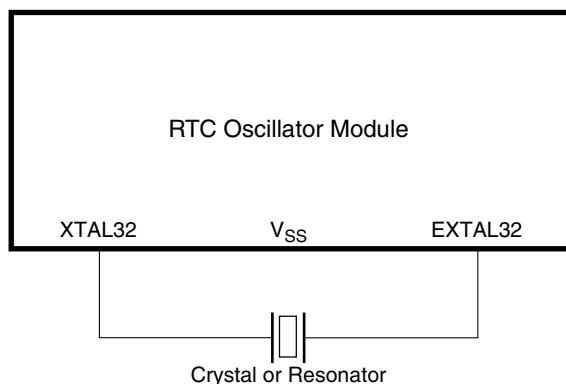 RTC Oscillator Module
XTAL32 VSS EXTAL32
Crystal or Resonator